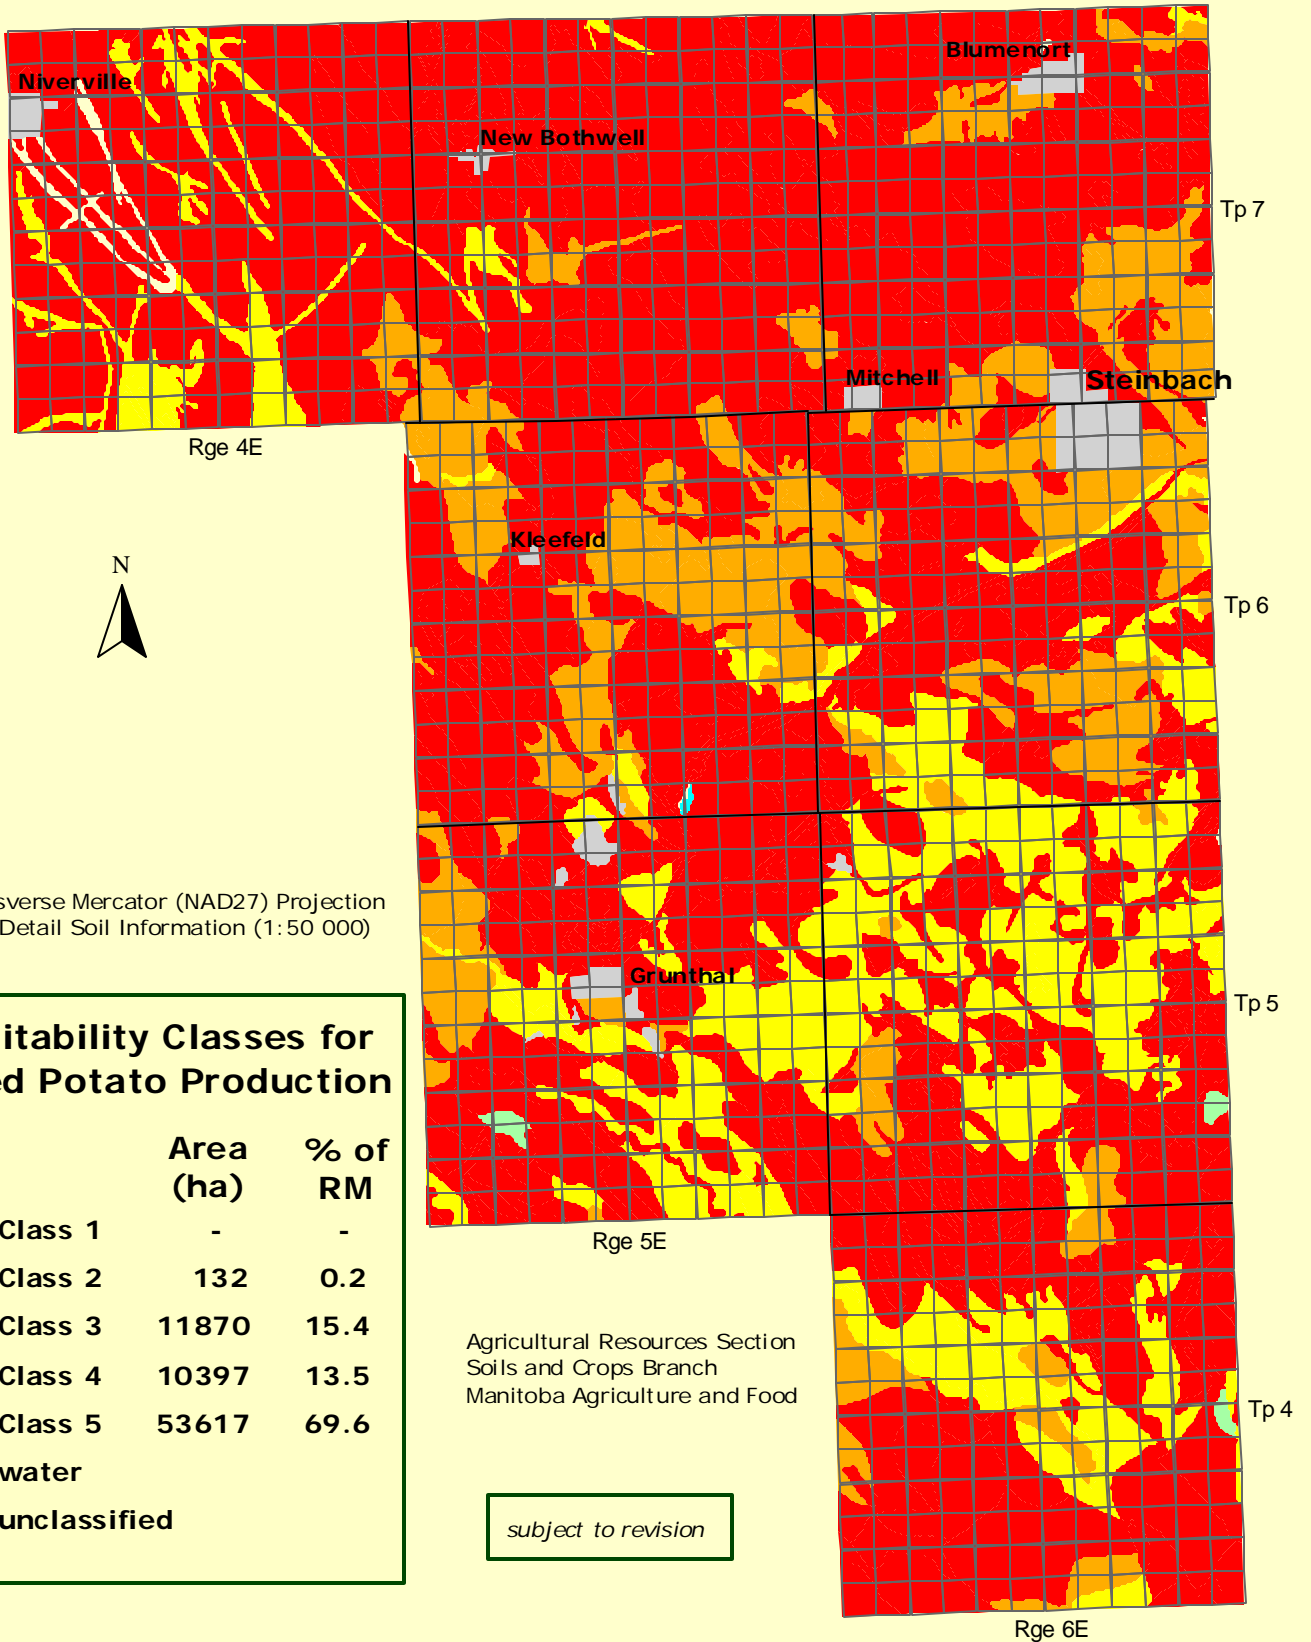 Blumenort
Niverville
New Bothwell
Tp 7
Mitchell
Steinbach
Rge 4E
Kleefeld
N
Tp 6
sverse Mercator (NAD27) Projection
Detail Soil Information (1:50 000)
Grunthal
Tp 5
itability Classes for
ed Potato Production
Area % of
(ha) RM
Class 1 - -
Class 2 132 0.2
Class 3 11870 15.4
Class 4 10397 13.5
Class 5 53617 69.6
water
unclassified
Rge 5E
Agricultural Resources Section
Soils and Crops Branch
Manitoba Agriculture and Food
Tp 4
subject to revision
Rge 6E